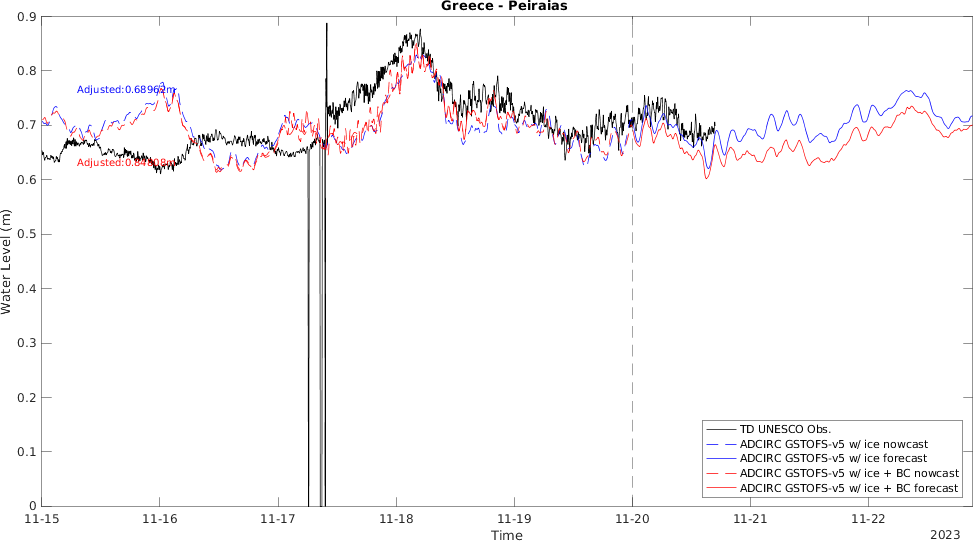 Greece - Peiraias
0.9
0.8
0.7
0.6
0.5
0.4
0.3
0.2
0.1
0
Water Level (m)
Adjusted:0.68962m
TD UNESCO Obs.
ADCIRC GSTOFS-v5 w/ ice nowcast
ADCIRC GSTOFS-v5 w/ ice forecast
ADCIRC GSTOFS-v5 w/ ice + BC nowcast
ADCIRC GSTOFS-v5 w/ ice + BC forecast
11-15 11-16 11-17 11-18 11-19 11-20 11-21 11-22
Time
2023